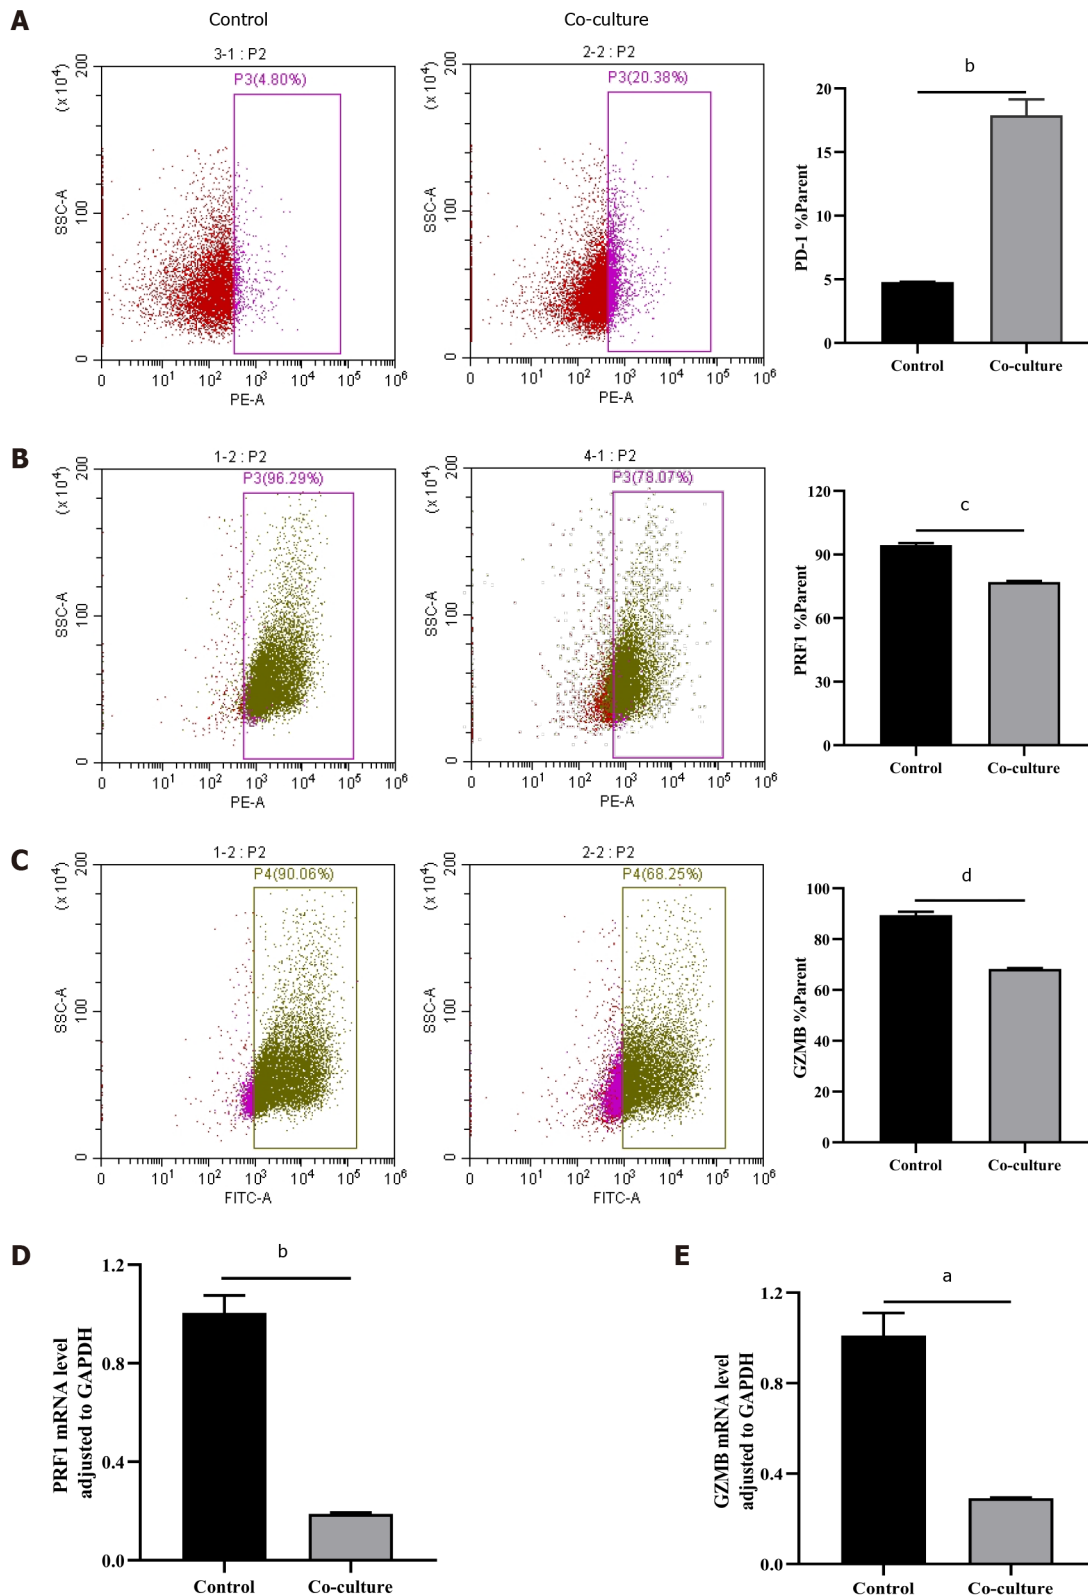 A
Control
Co-culture
3-1 : P2
P3(4.80%)
(x10⁴)
SSC-A
200
100
0
0 10¹ 10² 10³ 10⁴ 10⁵ 10⁶
PE-A
2-2 : P2
P3(20.38%)
(x10⁴)
SSC-A
200
100
0
0 10¹ 10² 10³ 10⁴ 10⁵ 10⁶
PE-A
b
PD-1 %Parent
20
15
10
5
0
Control Co-culture
B
1-2 : P2
P3(96.29%)
(x10⁴)
SSC-A
200
100
0
0 10¹ 10² 10³ 10⁴ 10⁵ 10⁶
PE-A
4-1 : P2
P3(78.07%)
(x10⁴)
SSC-A
200
100
0
0 10¹ 10² 10³ 10⁴ 10⁵ 10⁶
PE-A
c
PRF1 %Parent
120
90
60
30
0
Control Co-culture
C
1-2 : P2
P4(90.06%)
(x10⁴)
SSC-A
200
100
0
0 10¹ 10² 10³ 10⁴ 10⁵ 10⁶
FITC-A
2-2 : P2
P4(68.25%)
(x10⁴)
SSC-A
200
100
0
0 10¹ 10² 10³ 10⁴ 10⁵ 10⁶
FITC-A
d
GZMB %Parent
100
80
60
40
20
0
Control Co-culture
D
b
PRF1 mRNA level
adjusted to GAPDH
1.2
0.8
0.4
0.0
Control Co-culture
E
a
GZMB mRNA level
adjusted to GAPDH
1.2
0.8
0.4
0.0
Control Co-culture